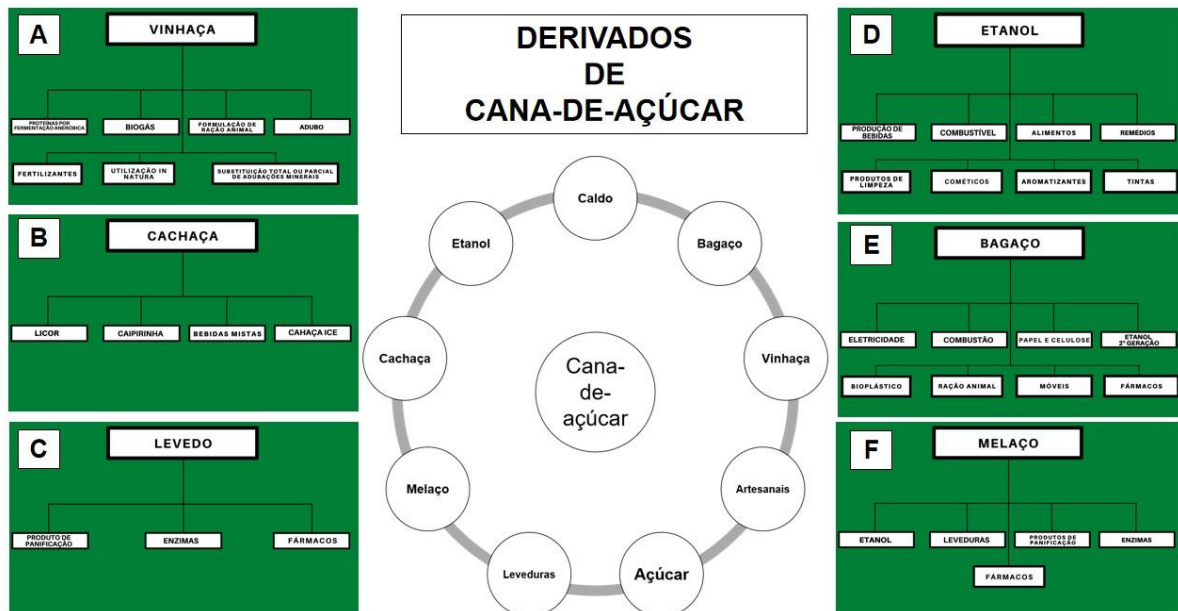 A
VINHAÇA
PROTEÍNAS POR
FERMENTAÇÃO ANERÓBICA
BIOGÁS
FORMULAÇÃO DE
RAÇÃO ANIMAL
ADUBO
FERTILIZANTES
UTILIZAÇÃO IN
NATURA
SUBSTITUIÇÃO TOTAL OU PARCIAL
DE ADUBAÇÕES MINERAIS
B
CACHAÇA
LICOR
CAIPIRINHA
BEBIDAS MISTAS
CAHAÇA ICE
C
LEVEDO
PRODUTO DE
PANIFICAÇÃO
ENZIMAS
FÁRMACOS
DERIVADOS
DE
CANA-DE-AÇÚCAR
Caldo
Bagaço
Vinhaça
Artesanais
Açúcar
Leveduras
Melaço
Cachaça
Etanol
Cana-
de-
açúcar
D
ETANOL
PRODUÇÃO DE
BEBIDAS
COMBUSTÍVEL
ALIMENTOS
REMÉDIOS
PRODUTOS DE
LIMPEZA
COMÉTICOS
AROMATIZANTES
TINTAS
E
BAGAÇO
ELETRICIDADE
COMBUSTÃO
PAPEL E CELULOSE
ETANOL
2ª GERAÇÃO
BIOPLÁSTICO
RAÇÃO ANIMAL
MÓVEIS
FÁRMACOS
F
MELAÇO
ETANOL
LEVEDURAS
PRODUTOS DE
PANIFICAÇÃO
ENZIMAS
FÁRMACOS